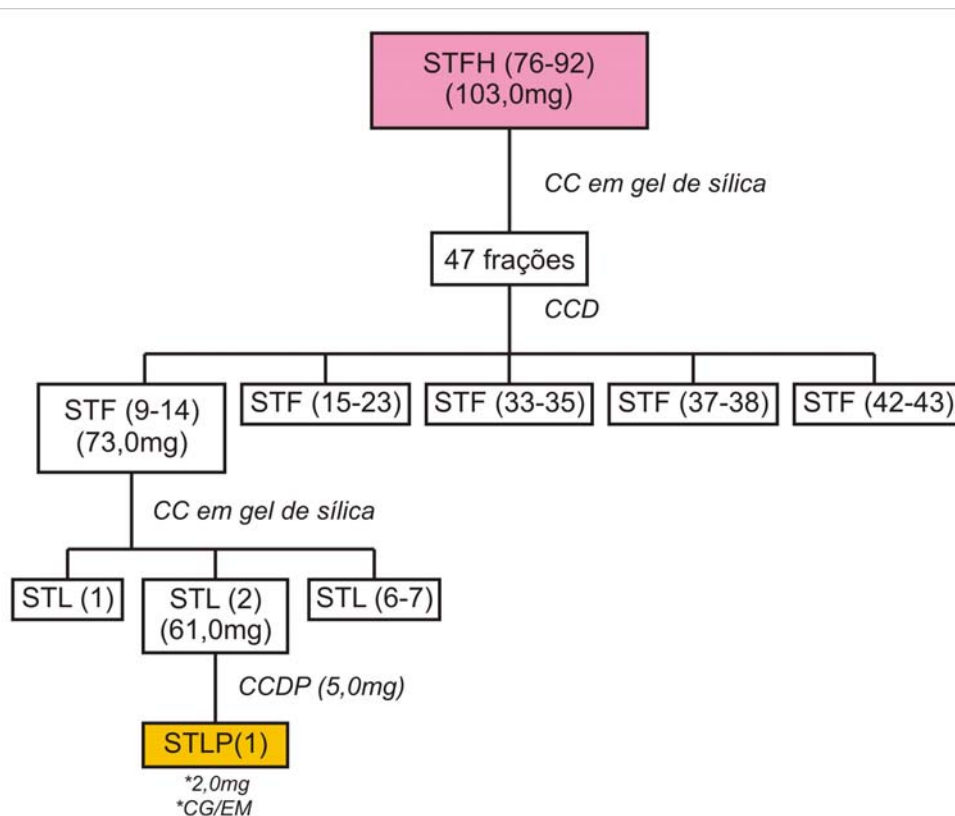 STFH (76-92)
(103,0mg)
CC em gel de sílica
47 frações
CCD
STF (9-14)
(73,0mg)
STF (15-23)
STF (33-35)
STF (37-38)
STF (42-43)
CC em gel de sílica
STL (1)
STL (2)
(61,0mg)
STL (6-7)
CCDP (5,0mg)
STLP(1)
*2,0mg
*CG/EM